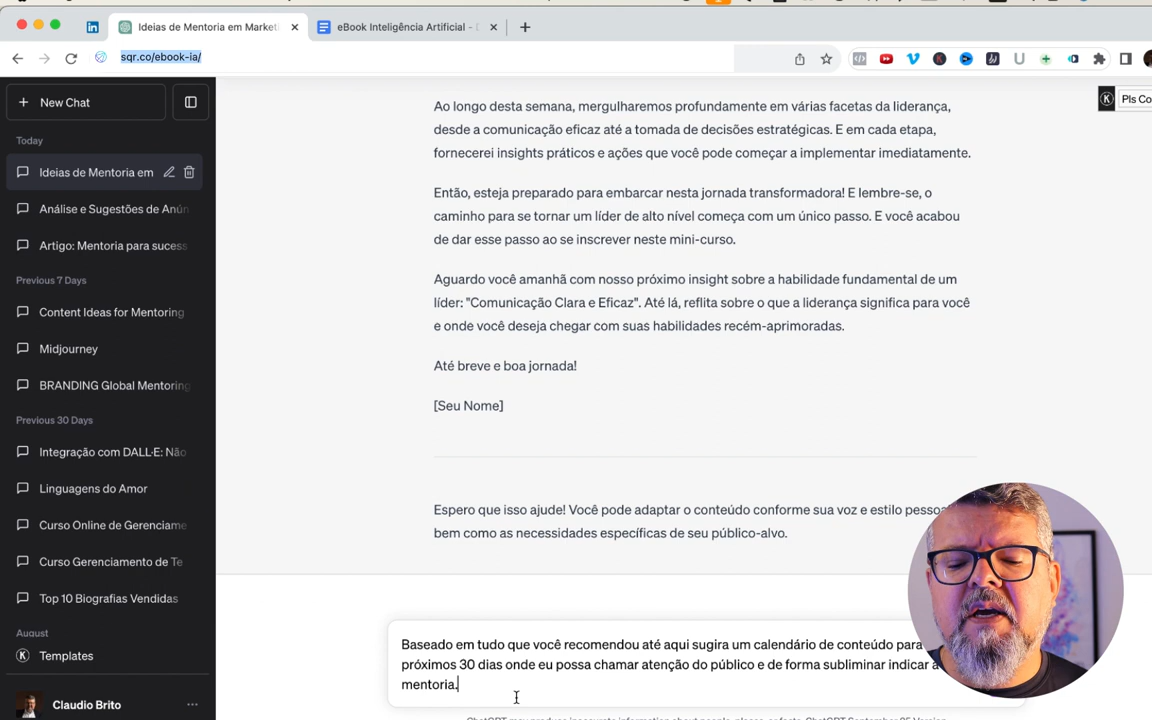 Ideias de Mentoria em Marketi
eBook Inteligência Artificial -
sqr.co/ebook-ia/
New Chat
Pls Co
Today
Ideias de Mentoria em
Análise e Sugestões de Anún
Artigo: Mentoria para sucess
Previous 7 Days
Content Ideas for Mentoring
Midjourney
BRANDING Global Mentoring
Previous 30 Days
Integração com DALL·E: Não
Linguagens do Amor
Curso Online de Gerenciame
Curso Gerenciamento de Te
Top 10 Biografias Vendidas
August
Templates
Claudio Brito
Ao longo desta semana, mergulharemos profundamente em várias facetas da liderança,
desde a comunicação eficaz até a tomada de decisões estratégicas. E em cada etapa,
fornecerei insights práticos e ações que você pode começar a implementar imediatamente.
Então, esteja preparado para embarcar nesta jornada transformadora! E lembre-se, o
caminho para se tornar um líder de alto nível começa com um único passo. E você acabou
de dar esse passo ao se inscrever neste mini-curso.
Aguardo você amanhã com nosso próximo insight sobre a habilidade fundamental de um
líder: "Comunicação Clara e Eficaz". Até lá, reflita sobre o que a liderança significa para você
e onde você deseja chegar com suas habilidades recém-aprimoradas.
Até breve e boa jornada!
[Seu Nome]
Espero que isso ajude! Você pode adaptar o conteúdo conforme sua voz e estilo pessoa
bem como as necessidades específicas de seu público-alvo.
Baseado em tudo que você recomendou até aqui sugira um calendário de conteúdo para
próximos 30 dias onde eu possa chamar atenção do público e de forma subliminar indicar a
mentoria.